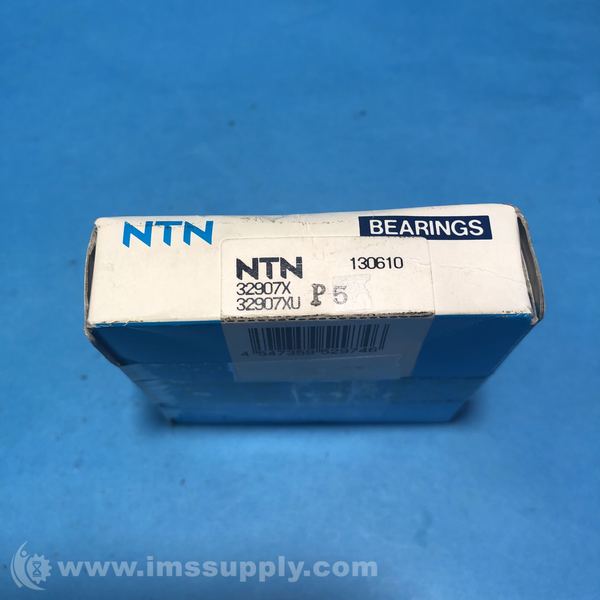 NTN
BEARINGS
NTN 130610
32907X
32907XU P5
www.imssupply.com